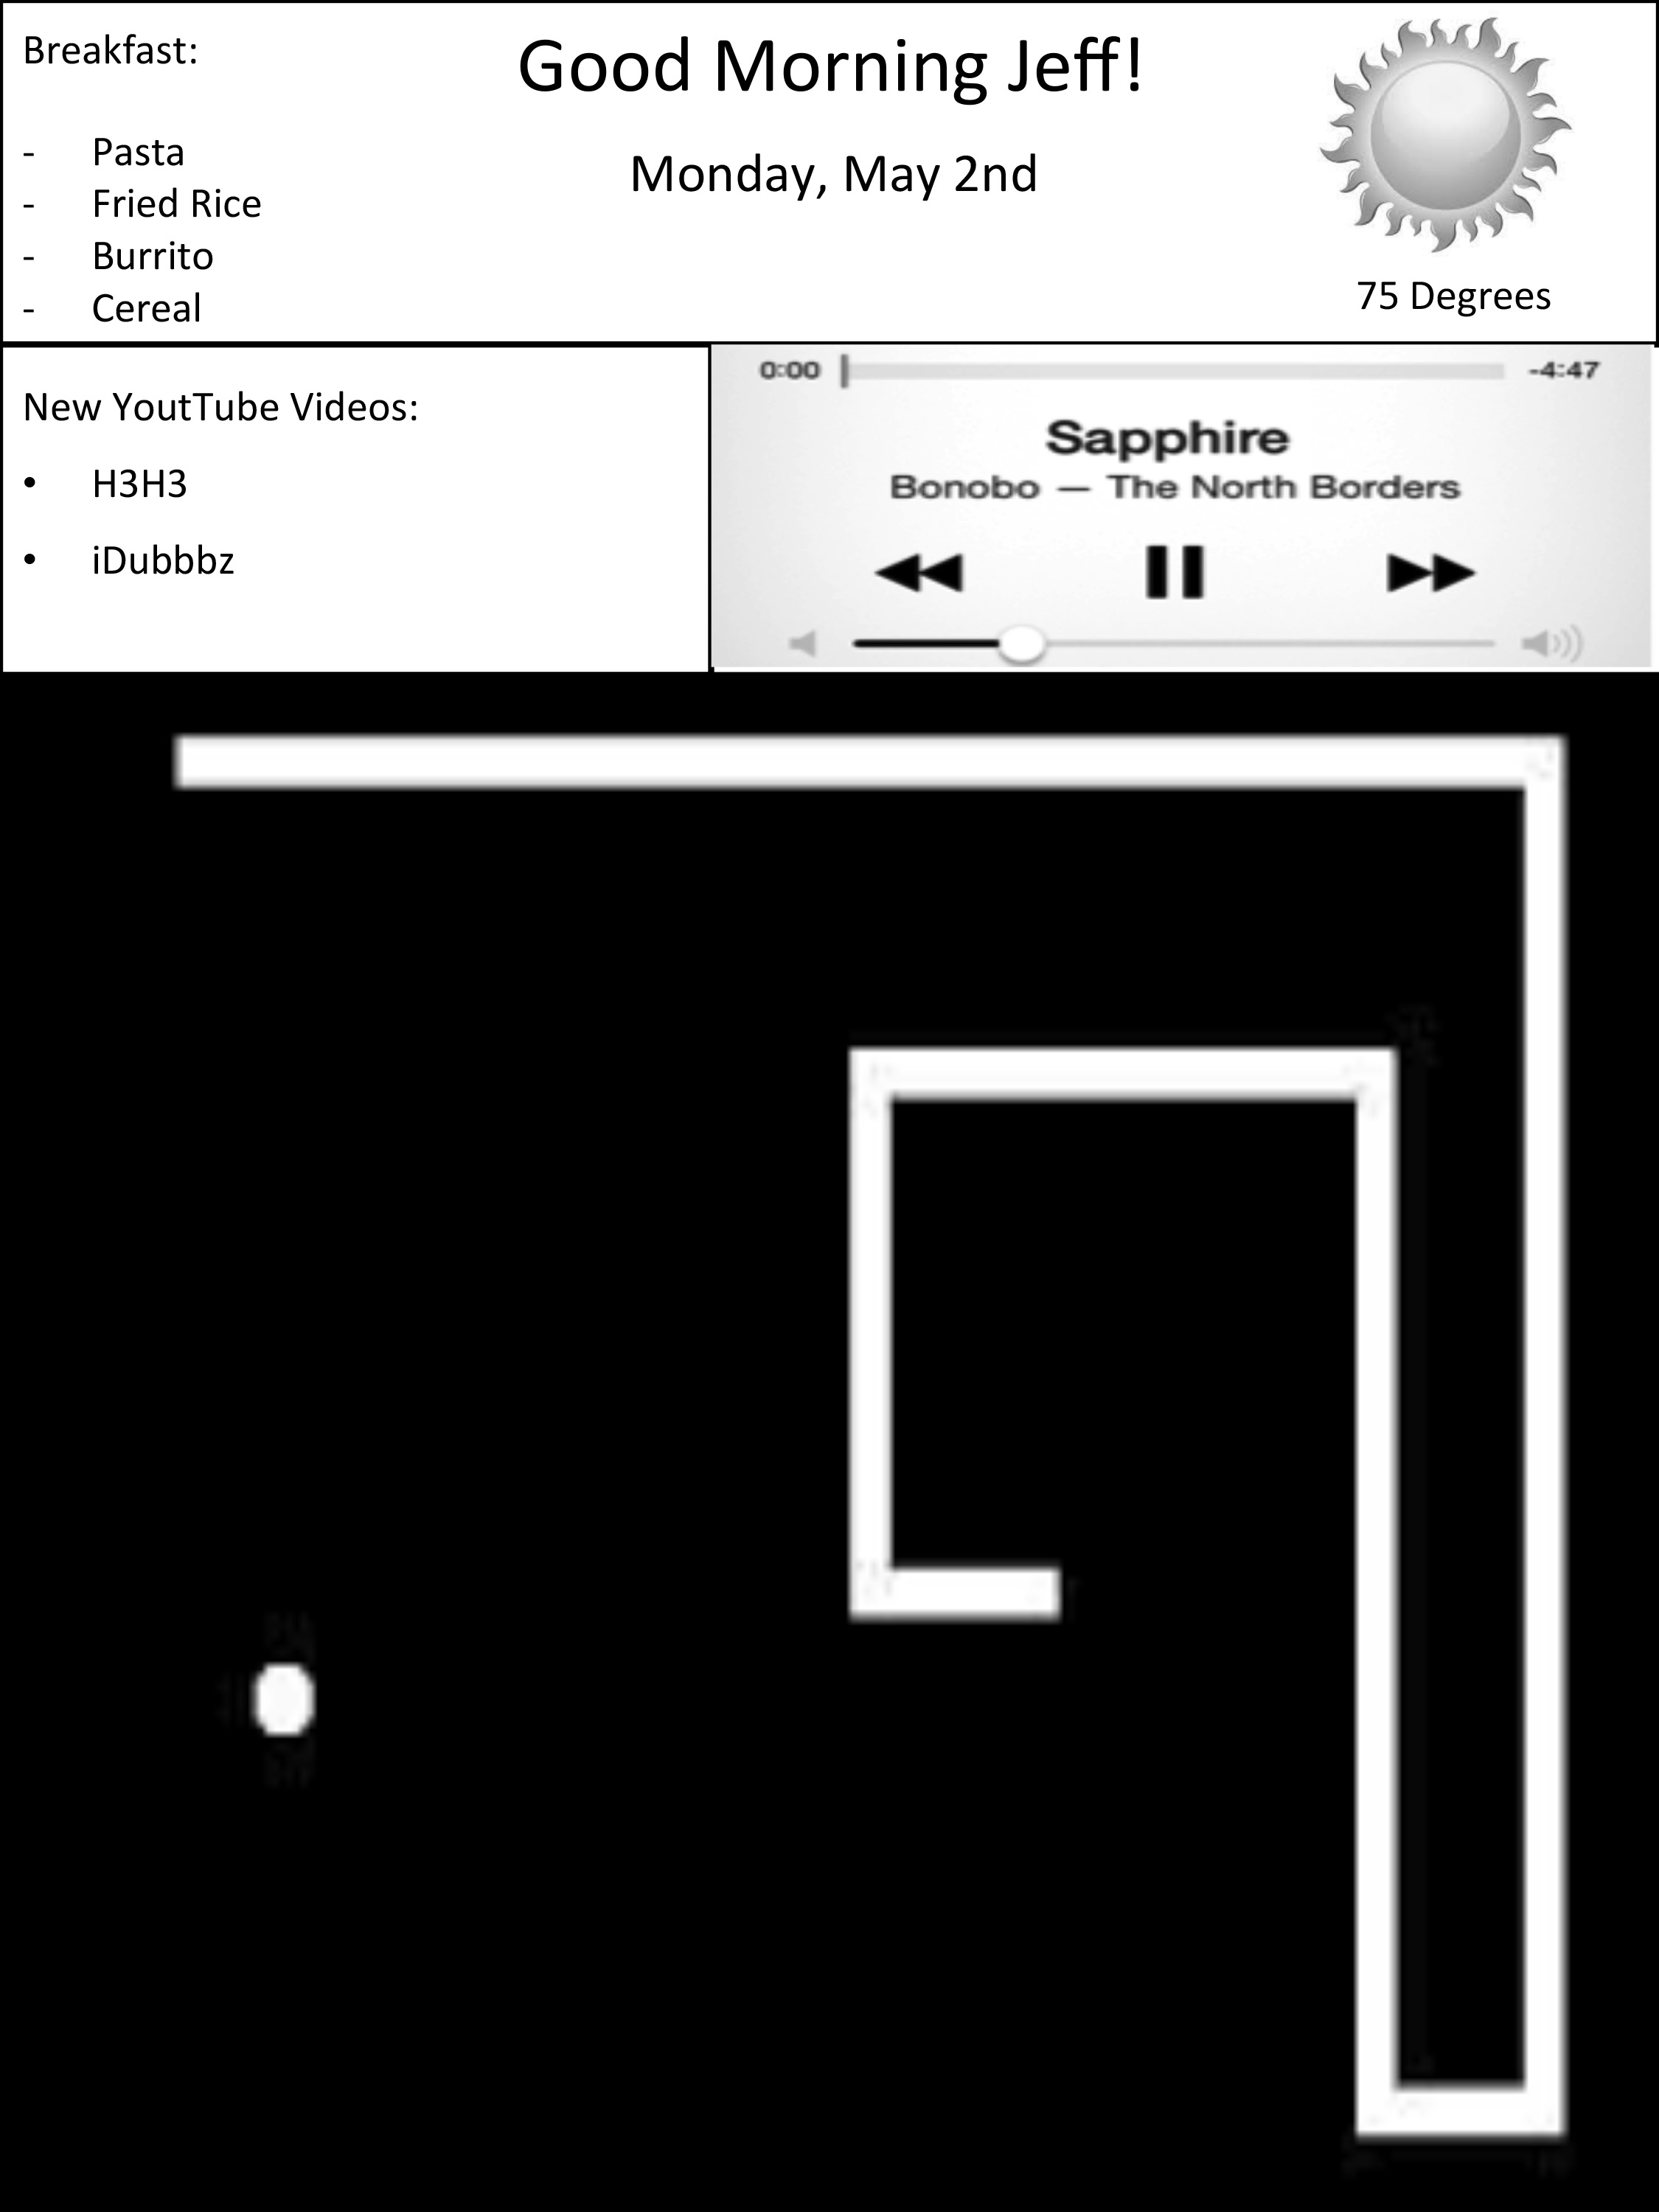 Breakfast:
- Pasta
- Fried Rice
- Burrito
- Cereal
Good Morning Jeff!
Monday, May 2nd
75 Degrees
New YoutTube Videos:
• H3H3
• iDubbbz
0:00 -4:47
Sapphire
Bonobo — The North Borders